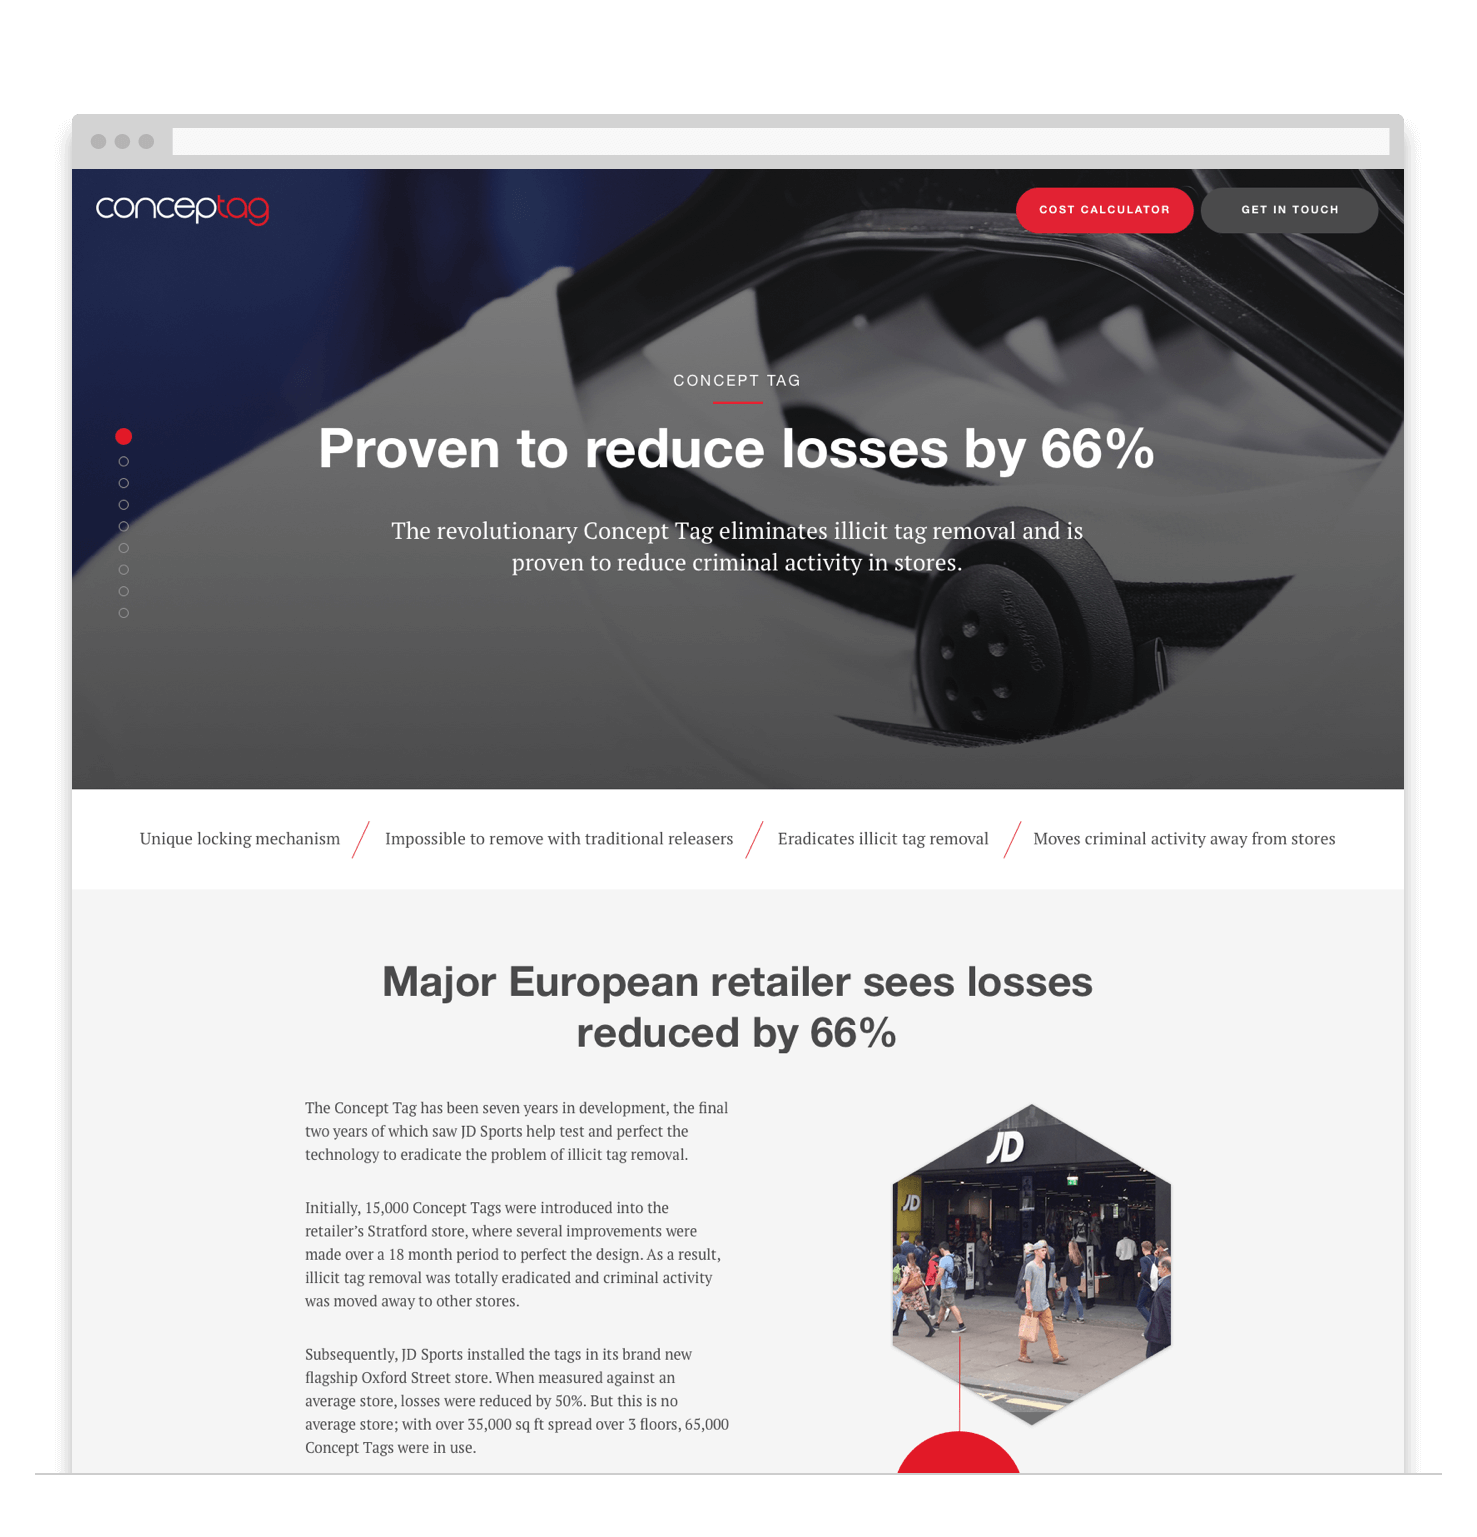 conceptag
COST CALCULATOR
GET IN TOUCH
CONCEPT TAG
Proven to reduce losses by 66%
The revolutionary Concept Tag eliminates illicit tag removal and is
proven to reduce criminal activity in stores.
Unique locking mechanism
Impossible to remove with traditional releasers
Eradicates illicit tag removal
Moves criminal activity away from stores
Major European retailer sees losses
reduced by 66%
The Concept Tag has been seven years in development, the final
two years of which saw JD Sports help test and perfect the
technology to eradicate the problem of illicit tag removal.
Initially, 15,000 Concept Tags were introduced into the
retailer’s Stratford store, where several improvements were
made over a 18 month period to perfect the design. As a result,
illicit tag removal was totally eradicated and criminal activity
was moved away to other stores.
Subsequently, JD Sports installed the tags in its brand new
flagship Oxford Street store. When measured against an
average store, losses were reduced by 50%. But this is no
average store; with over 35,000 sq ft spread over 3 floors, 65,000
Concept Tags were in use.
JD
JD